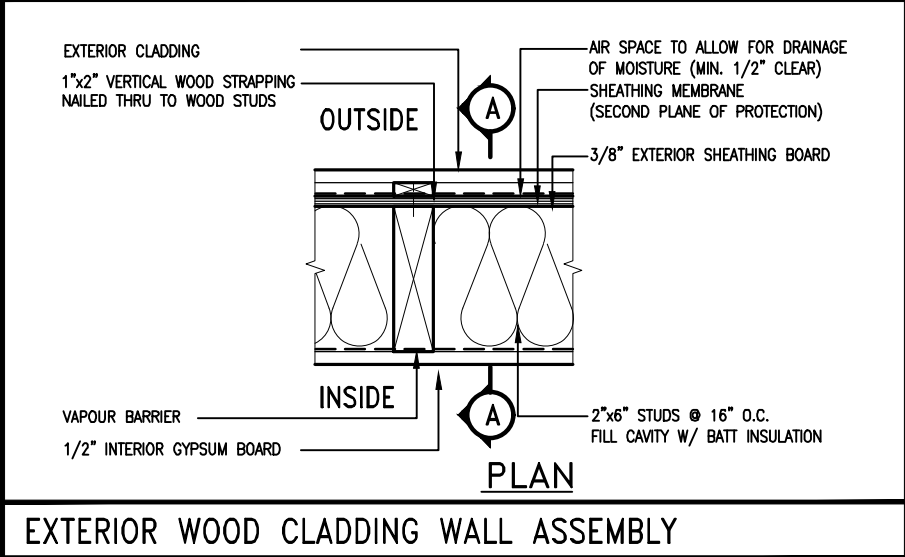 EXTERIOR CLADDING
1"x2" VERTICAL WOOD STRAPPING
NAILED THRU TO WOOD STUDS
OUTSIDE
A
AIR SPACE TO ALLOW FOR DRAINAGE
OF MOISTURE (MIN. 1/2" CLEAR)
SHEATHING MEMBRANE
(SECOND PLANE OF PROTECTION)
3/8" EXTERIOR SHEATHING BOARD
INSIDE
VAPOUR BARRIER
1/2" INTERIOR GYPSUM BOARD
A
2"x6" STUDS @ 16" O.C.
FILL CAVITY W/ BATT INSULATION
PLAN
EXTERIOR WOOD CLADDING WALL ASSEMBLY